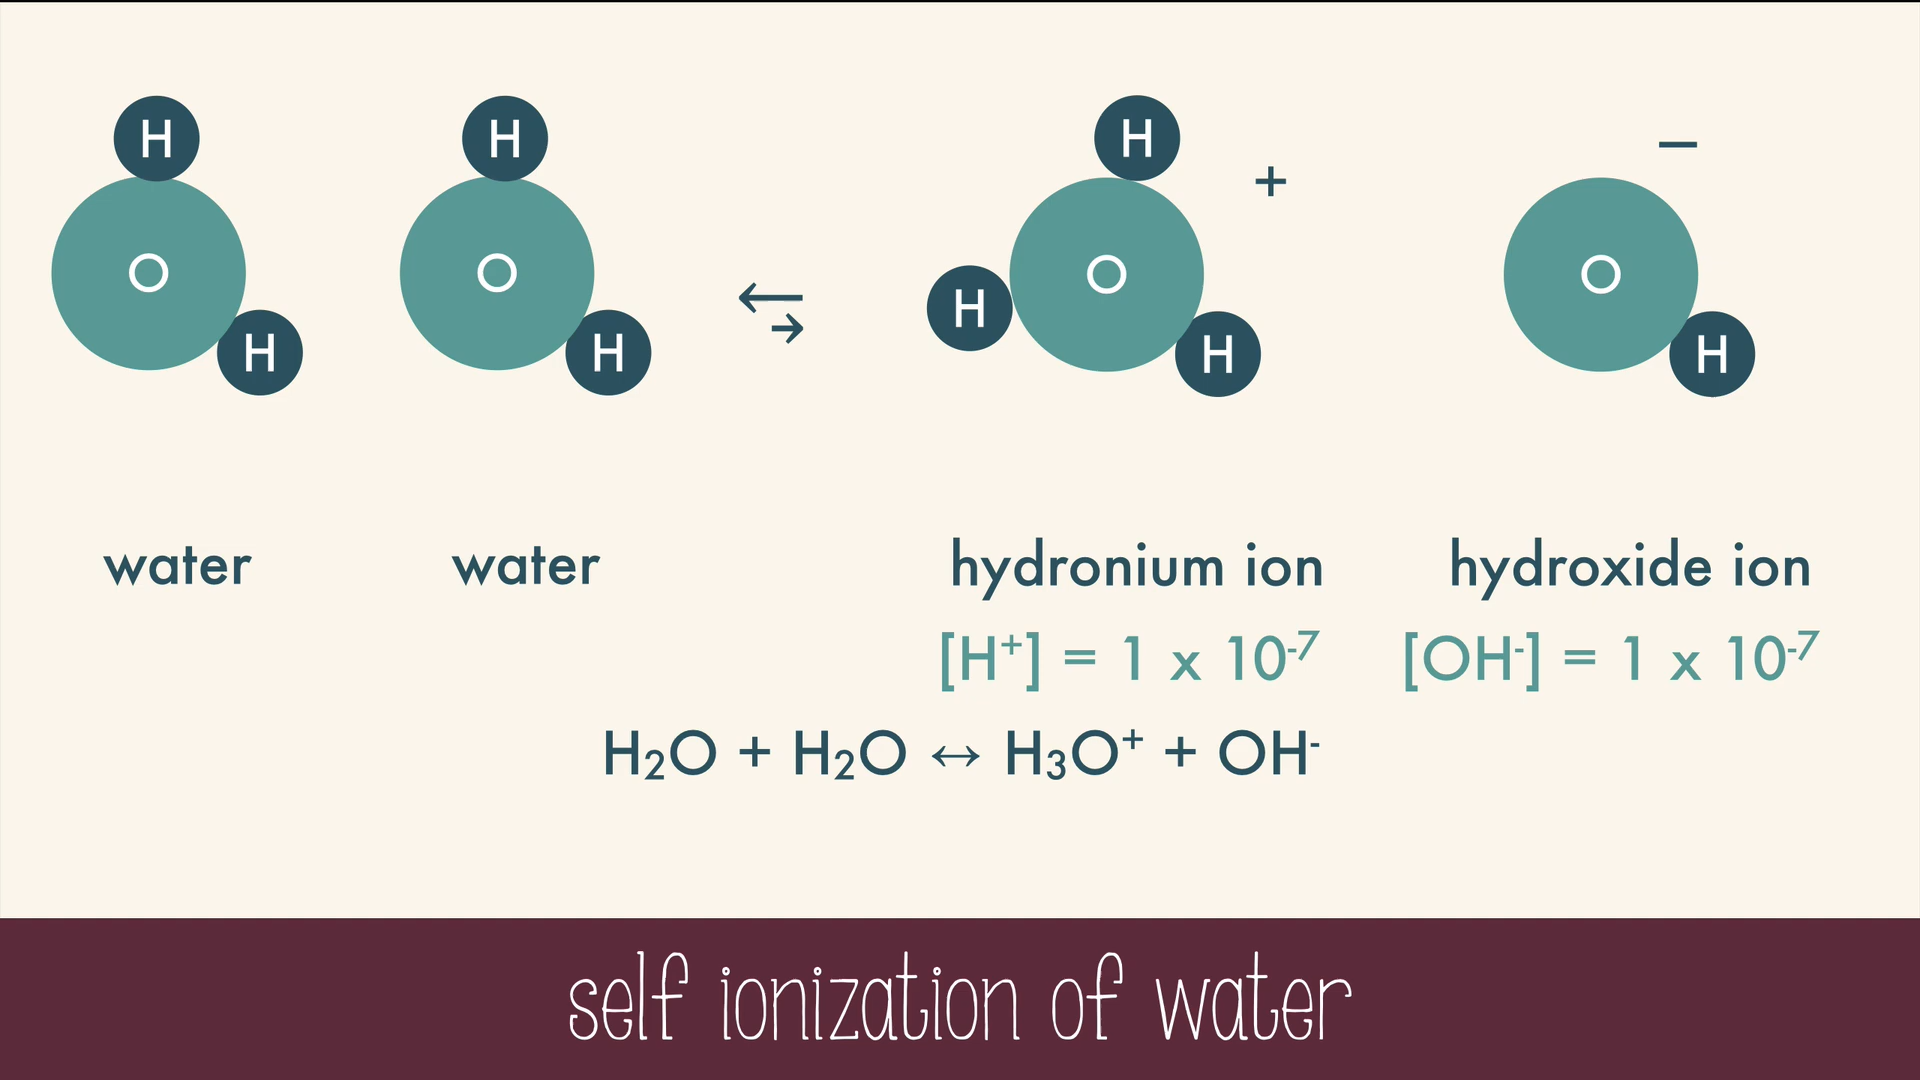 H H H + −
O O O O
H H H H H
⇆
water water hydronium ion hydroxide ion
[H⁺] = 1 x 10⁻⁷ [OH⁻] = 1 x 10⁻⁷
H₂O + H₂O ↔ H₃O⁺ + OH⁻
self ionization of water